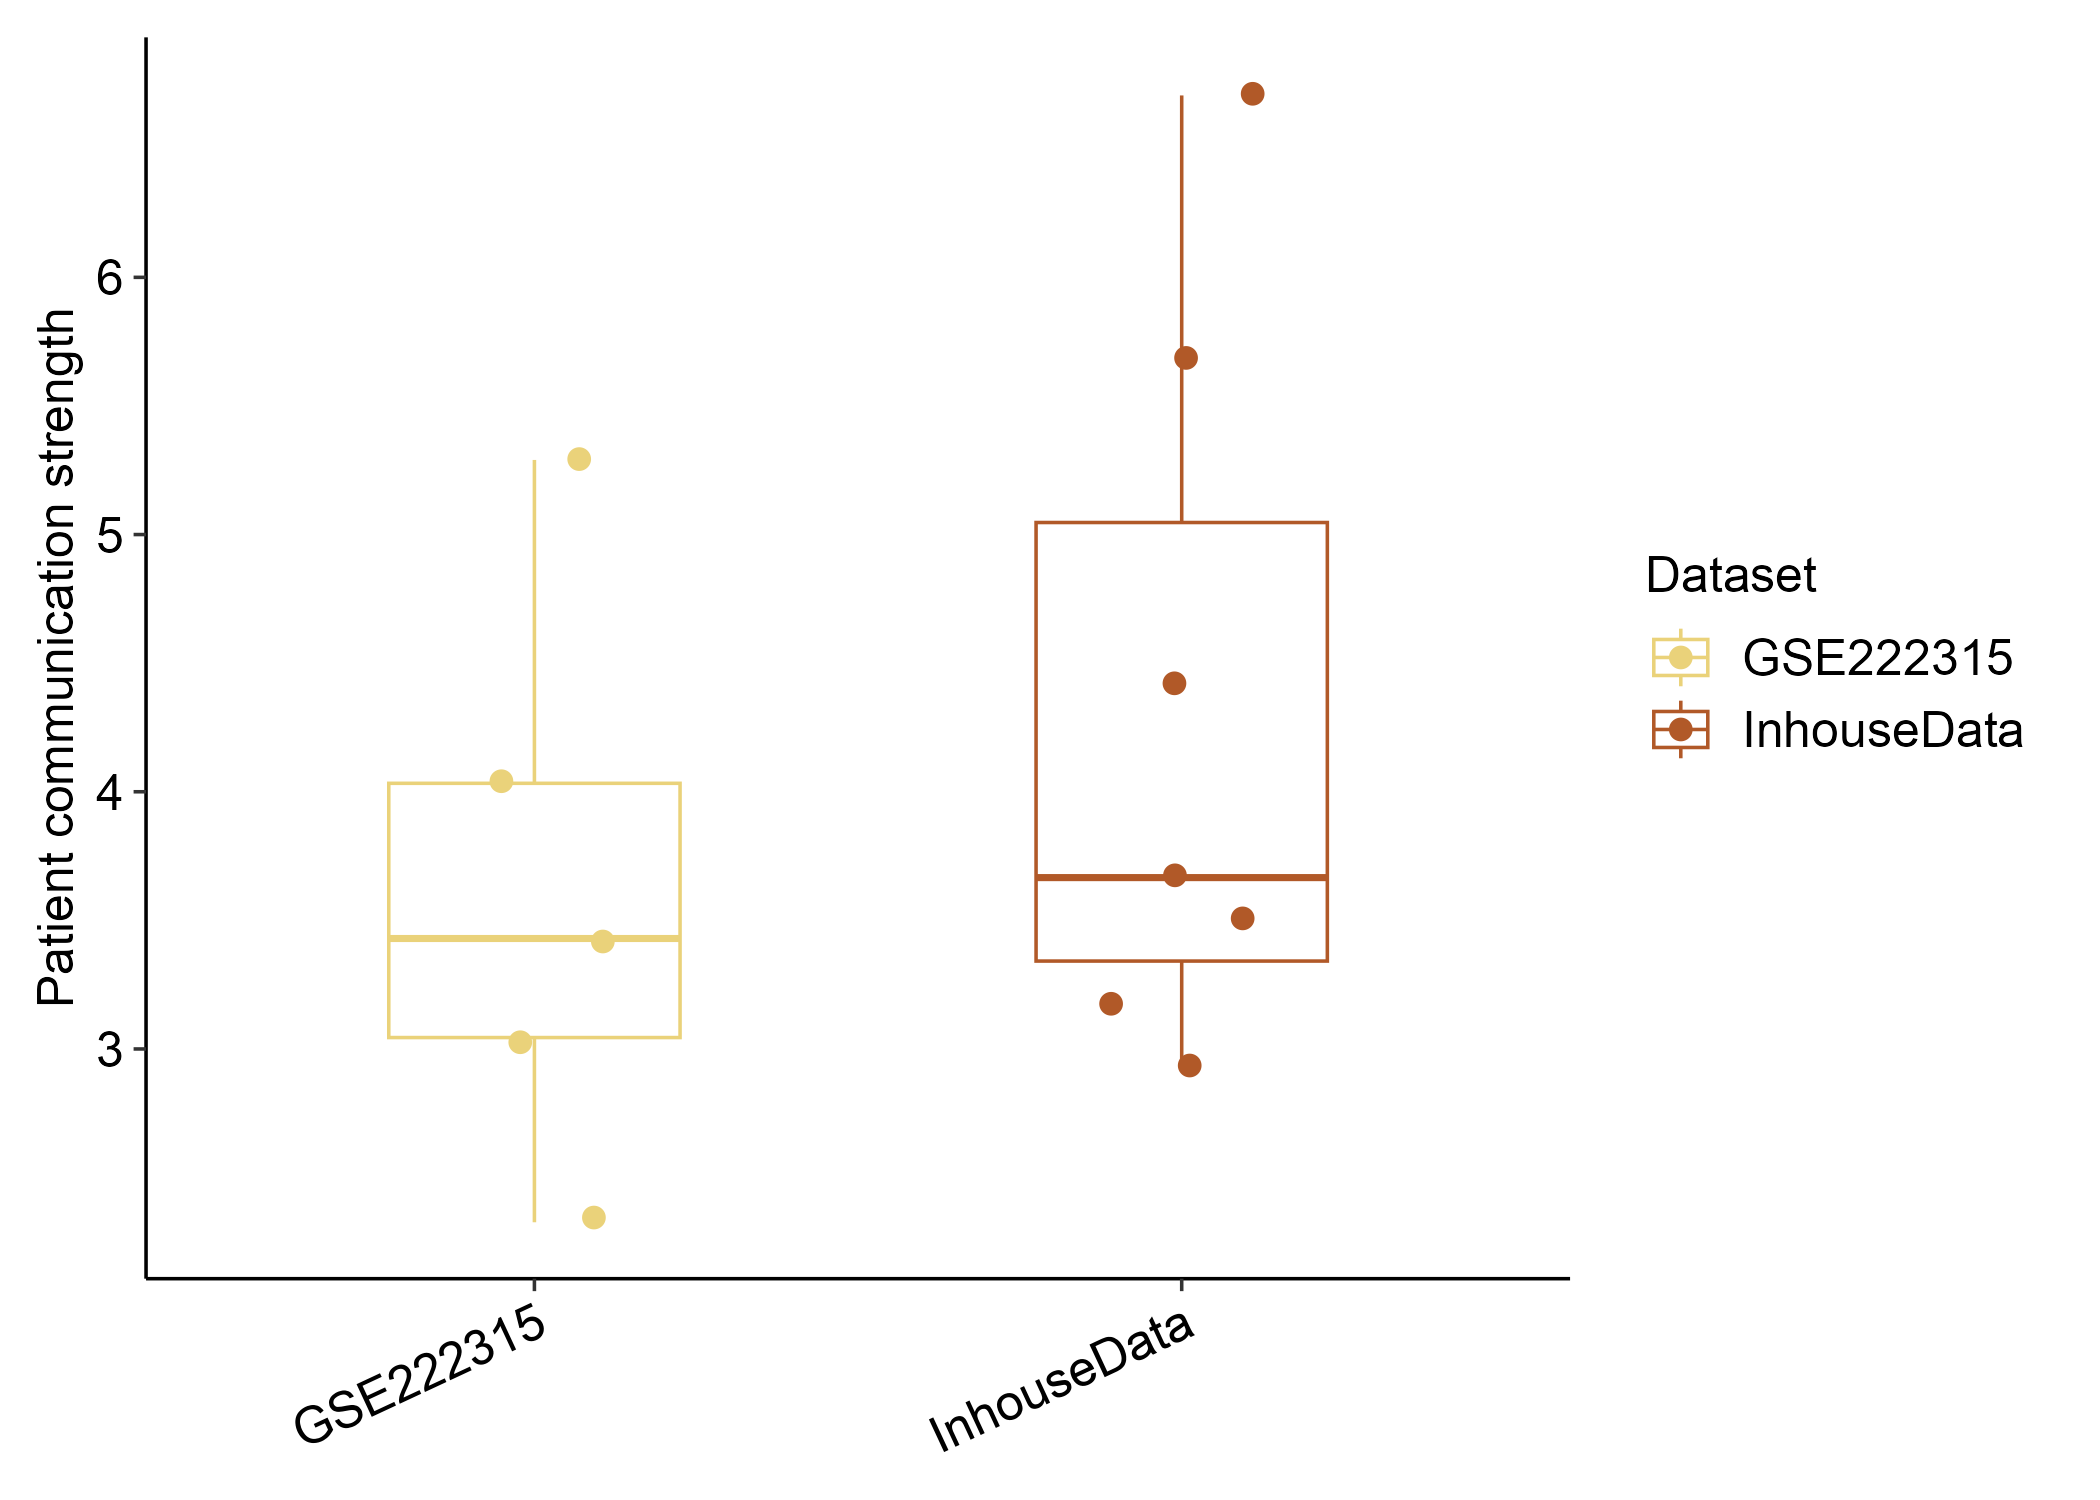 Patient communication strength
6
5
4
3
GSE222315
InhouseData
Dataset
GSE222315
InhouseData